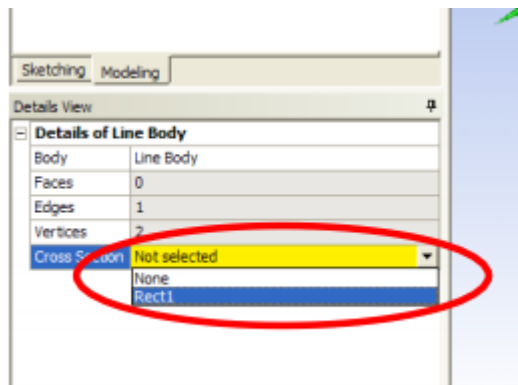 Sketching Modeling
Details View
Details of Line Body
Body Line Body
Faces 0
Edges 1
Vertices 2
Cross Section Not selected
None
Rect1